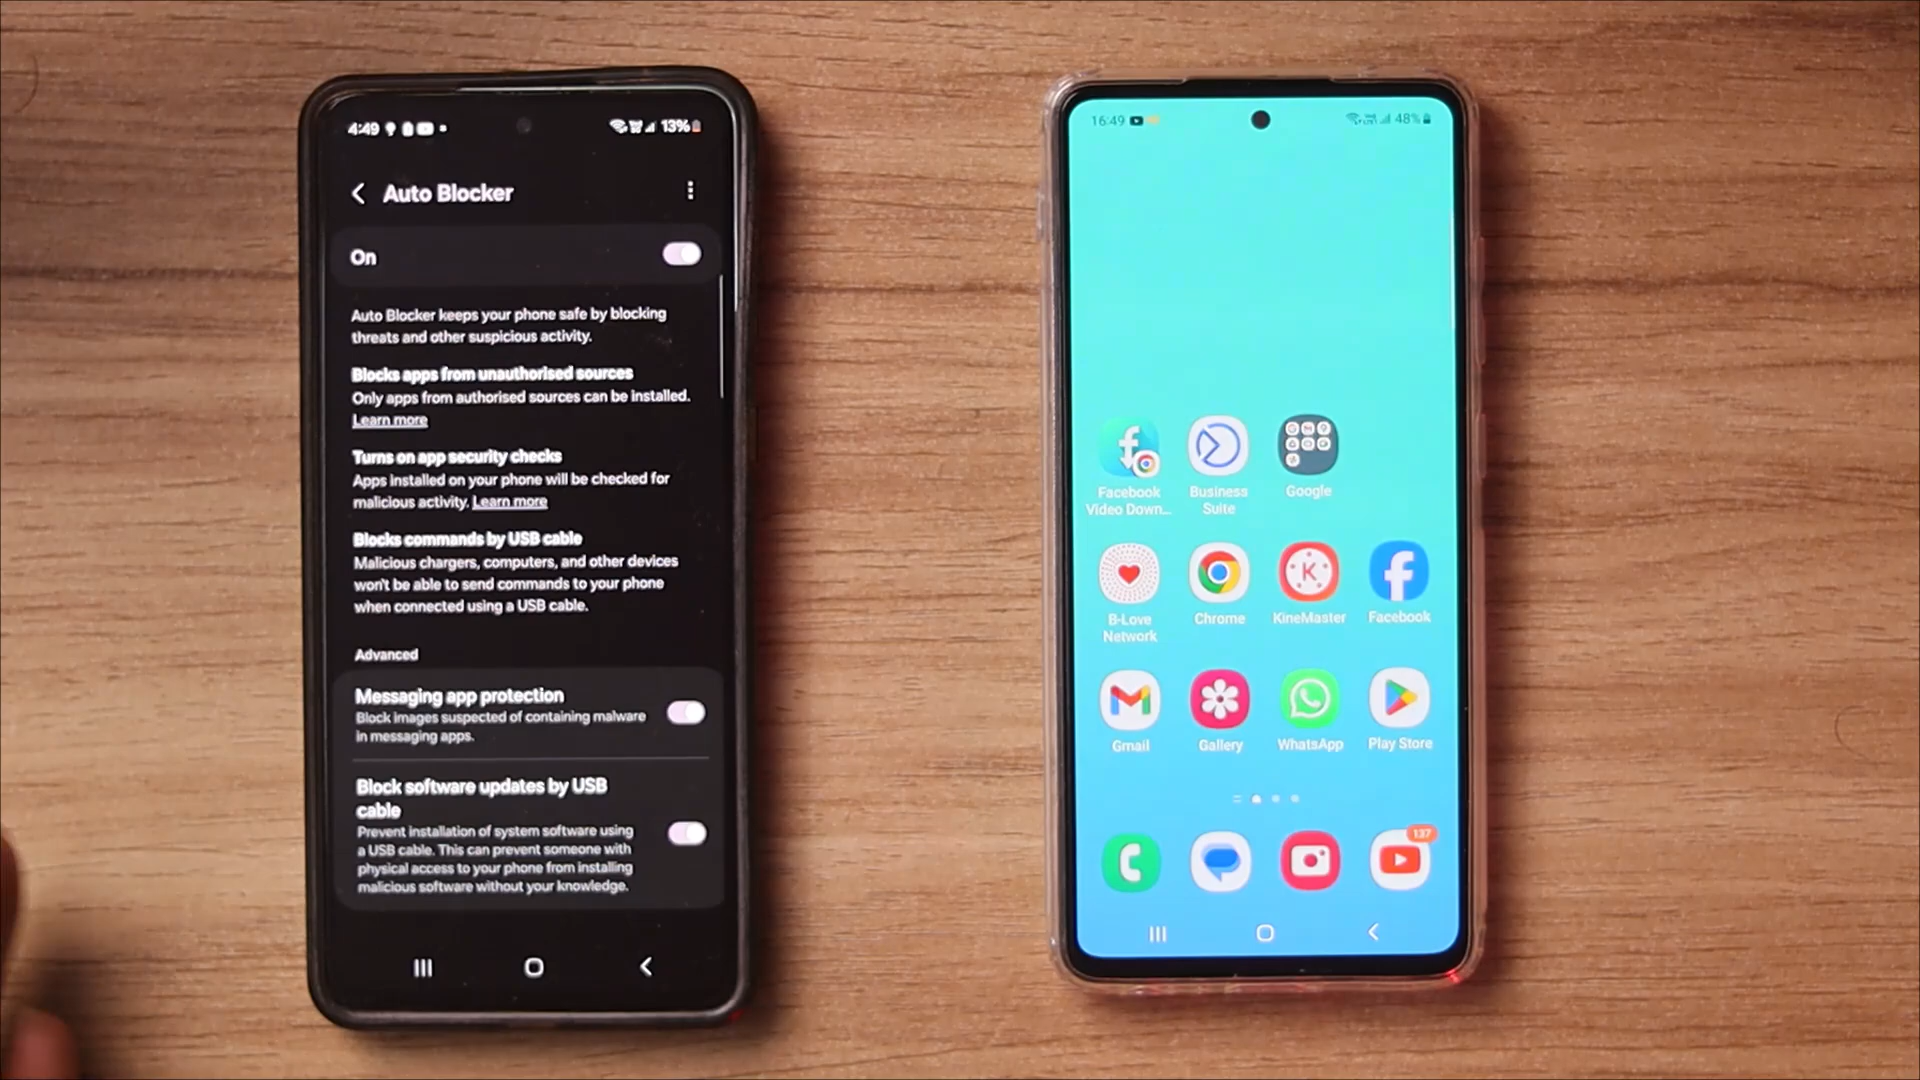 4:49
13%
Auto Blocker
On
Auto Blocker keeps your phone safe by blocking
threats and other suspicious activity.
Blocks apps from unauthorised sources
Only apps from authorised sources can be installed.
Learn more
Turns on app security checks
Apps installed on your phone will be checked for
malicious activity. Learn more
Blocks commands by USB cable
Malicious chargers, computers, and other devices
won't be able to send commands to your phone
when connected using a USB cable.
Advanced
Messaging app protection
Block images suspected of containing malware
in messaging apps.
Block software updates by USB
cable
Prevent installation of system software using
a USB cable. This can prevent someone with
physical access to your phone from installing
malicious software without your knowledge.
16:49
48%
Facebook
Video Down...
Business
Suite
Google
B-Love
Network
Chrome
KineMaster
Facebook
Gmail
Gallery
WhatsApp
Play Store
137